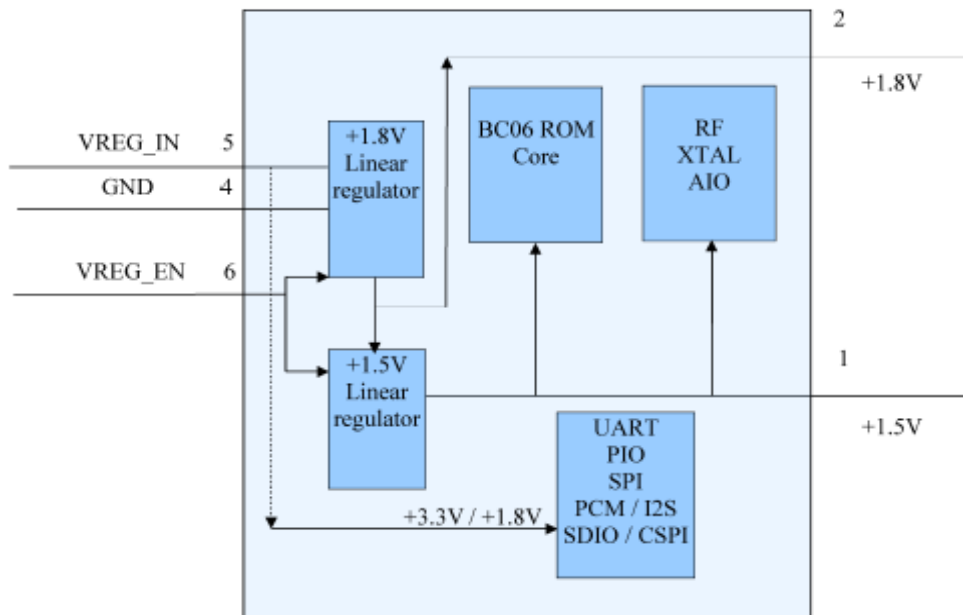 2
+1.8V
VREG_IN 5
GND 4
VREG_EN 6
+1.8V
Linear
regulator
BC06 ROM
Core
RF
XTAL
AIO
+1.5V
Linear
regulator
1
+1.5V
UART
PIO
SPI
PCM / I2S
SDIO / CSPI
+3.3V / +1.8V